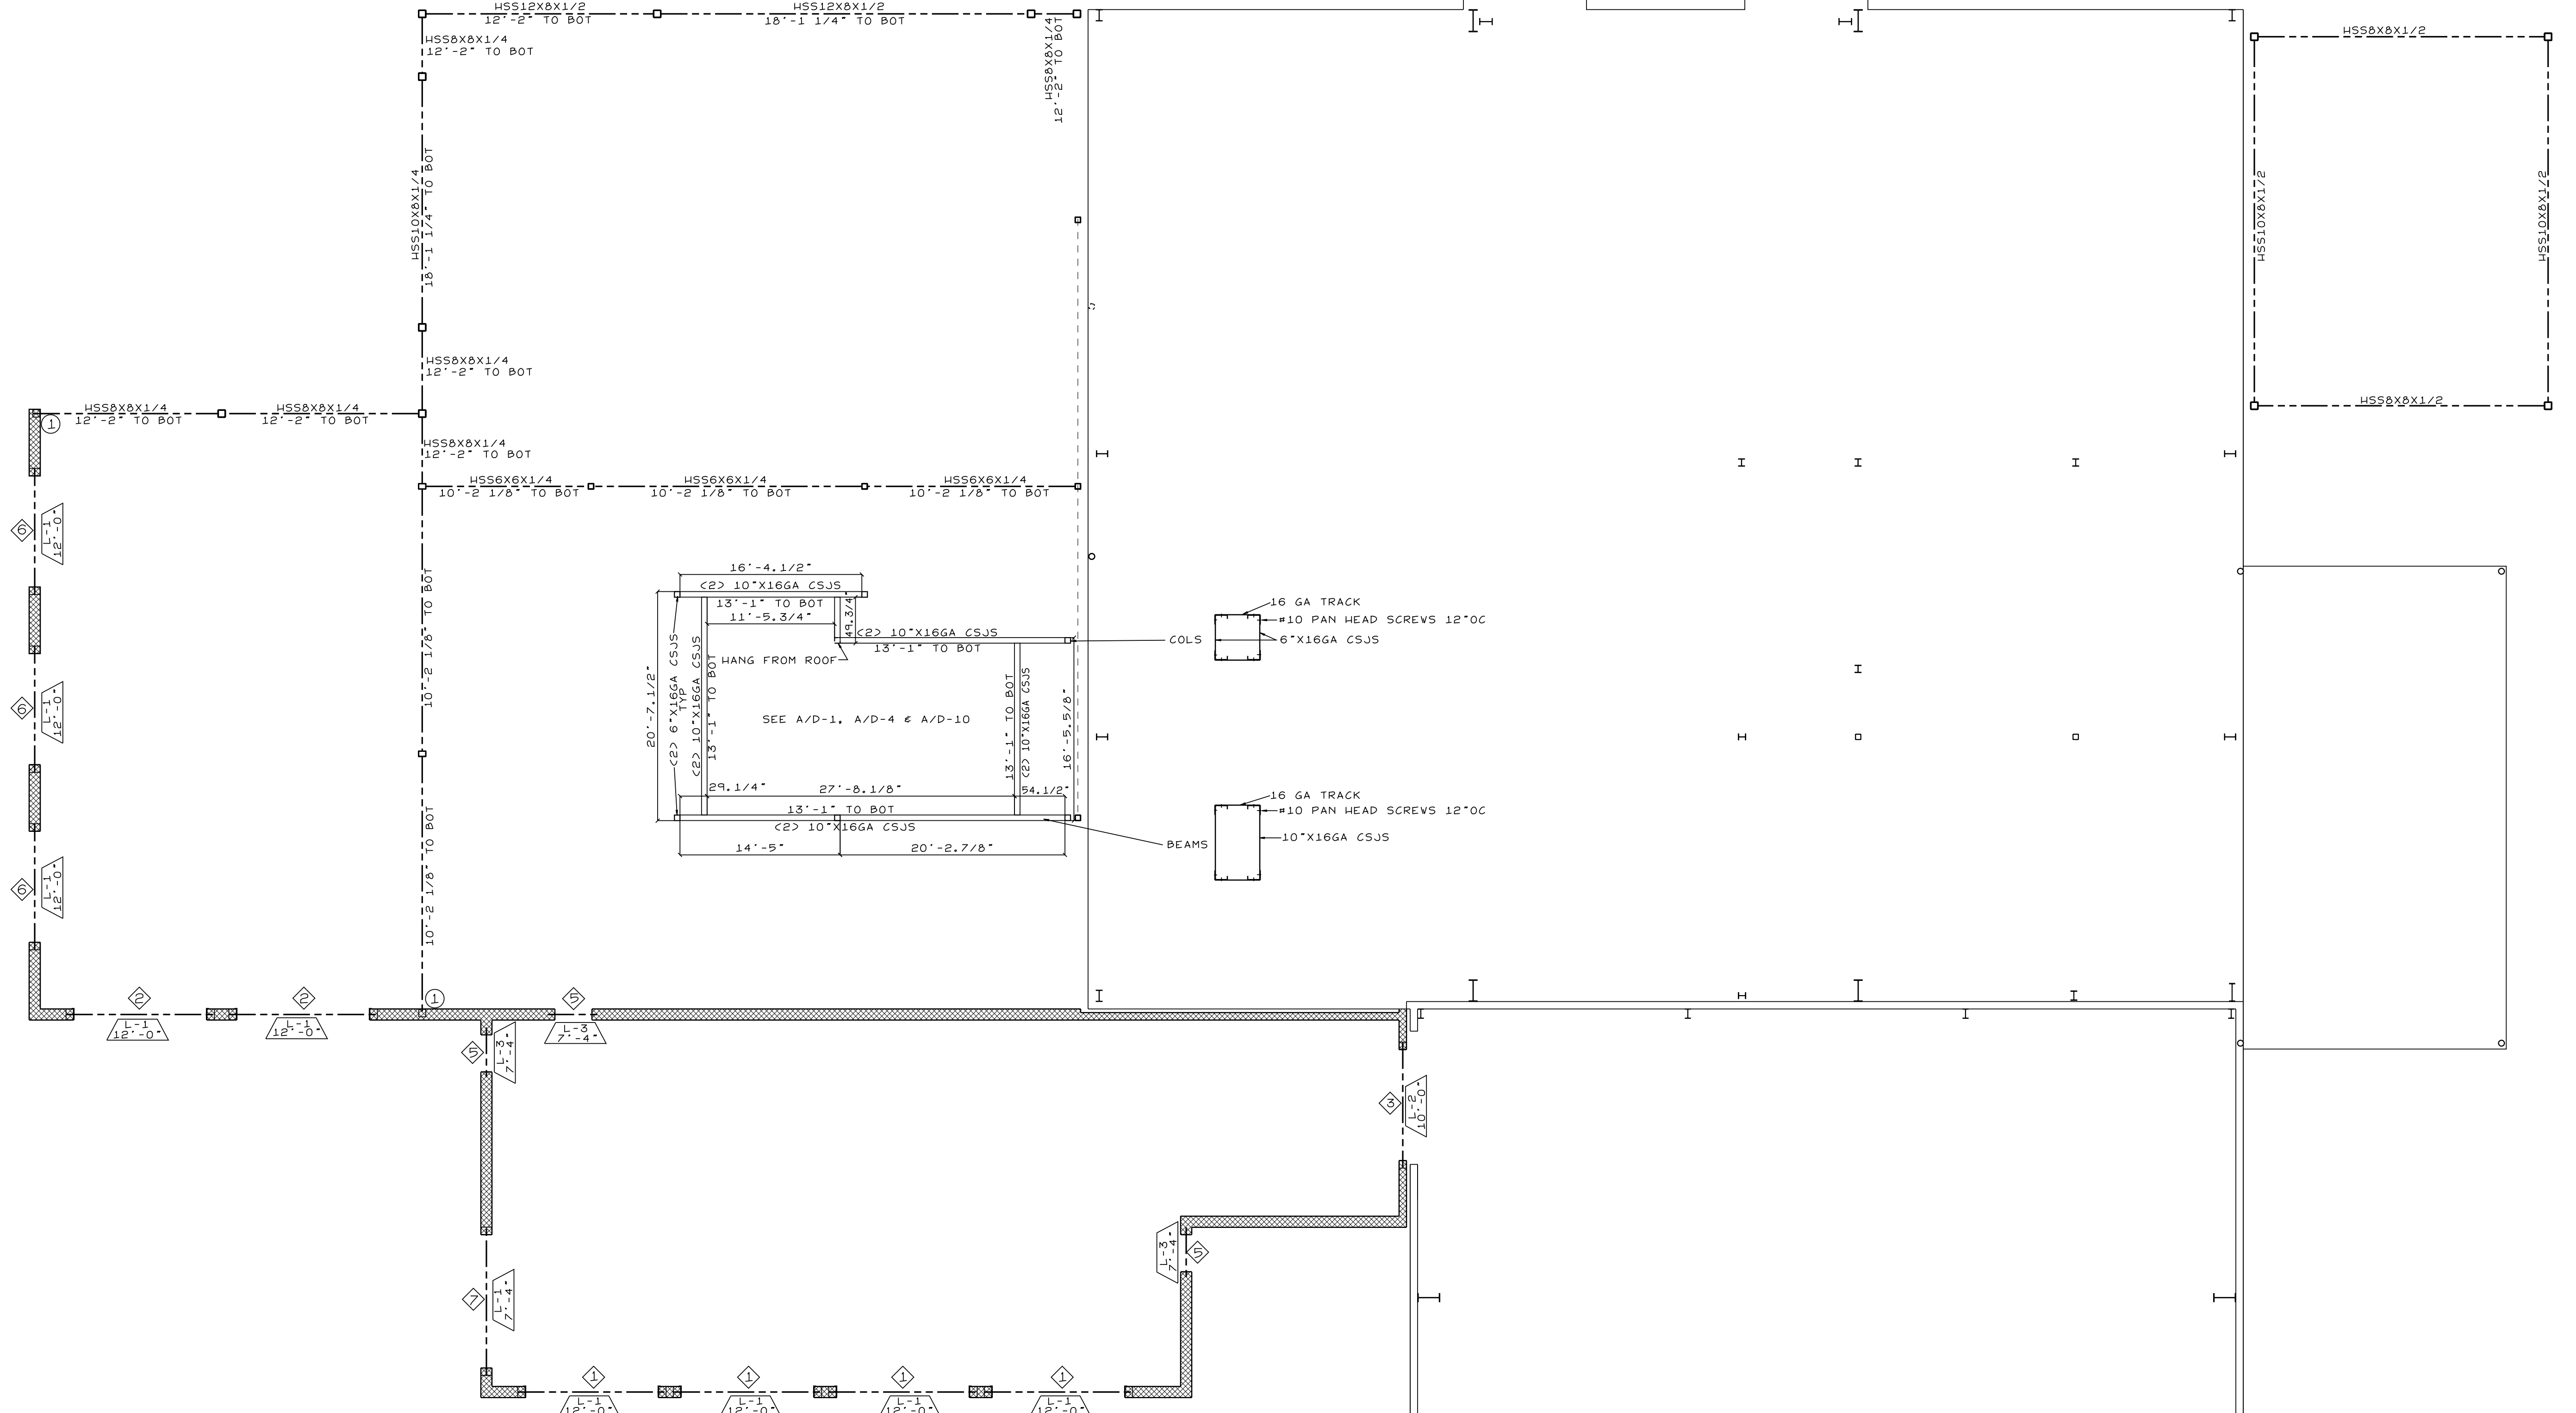 HSS12X8X1/2
12'-2" TO BOT
HSS12X8X1/2
18'-1 1/4" TO BOT
HSS8X8X1/4
12'-2" TO BOT
HSS8X8X1/4
12'-2" TO BOT
HSS8X8X1/2
HSS10X8X1/4
18'-1 1/4" TO BOT
HSS10X8X1/2
HSS10X8X1/2
HSS8X8X1/4
12'-2" TO BOT
HSS8X8X1/2
HSS8X8X1/4
12'-2" TO BOT
HSS8X8X1/4
12'-2" TO BOT
1
HSS8X8X1/4
12'-2" TO BOT
HSS6X6X1/4
10'-2 1/8" TO BOT
HSS6X6X1/4
10'-2 1/8" TO BOT
HSS6X6X1/4
10'-2 1/8" TO BOT
6
L-1
12'-0"
10'-2 1/8" TO BOT
16'-4.1/2"
(2) 10"X16GA CSJS
13'-1" TO BOT
11'-5.3/4"
49.3/4"
(2) 10"X16GA CSJS
13'-1" TO BOT
HANG FROM ROOF
COLS
16 GA TRACK
#10 PAN HEAD SCREWS 12"OC
6"X16GA CSJS
20'-7.1/2"
(2) 6"X16GA CSJS
TYP
(2) 10"X16GA CSJS
13'-1" TO BOT
SEE A/D-1, A/D-4 & A/D-10
13'-1" TO BOT
(2) 10"X16GA CSJS
16'-5.5/8"
6
L-1
12'-0"
29.1/4"
27'-8.1/8"
54.1/2"
13'-1" TO BOT
(2) 10"X16GA CSJS
14'-5"
20'-2.7/8"
BEAMS
16 GA TRACK
#10 PAN HEAD SCREWS 12"OC
10"X16GA CSJS
10'-2 1/8" TO BOT
6
L-1
12'-0"
2
L-1
12'-0"
2
L-1
12'-0"
1
5
L-3
7'-4"
5
L-3
7'-4"
3
L-2
10'-0"
L-3
7'-4"
5
7
L-1
7'-4"
1
L-1
12'-0"
1
L-1
12'-0"
1
L-1
12'-0"
1
L-1
12'-0"